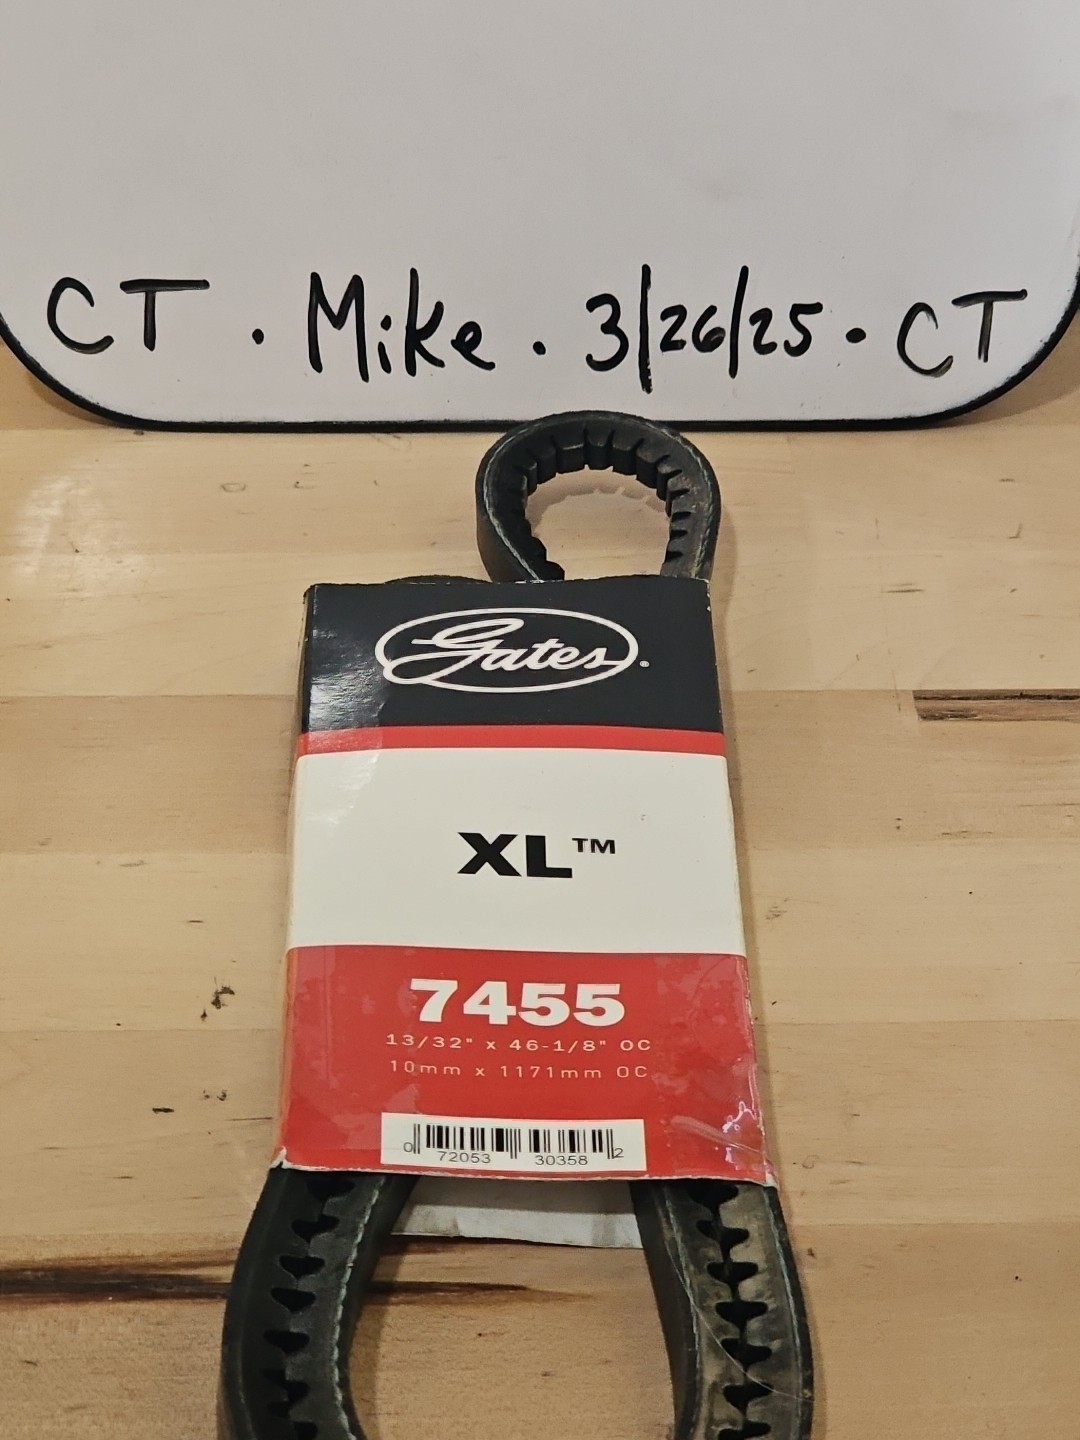 CT . Mike . 3/26/25 . CT
Gates®
XL™
7455
13/32" x 46-1/8" OC
10mm x 1171mm OC
0 72053 30358 2